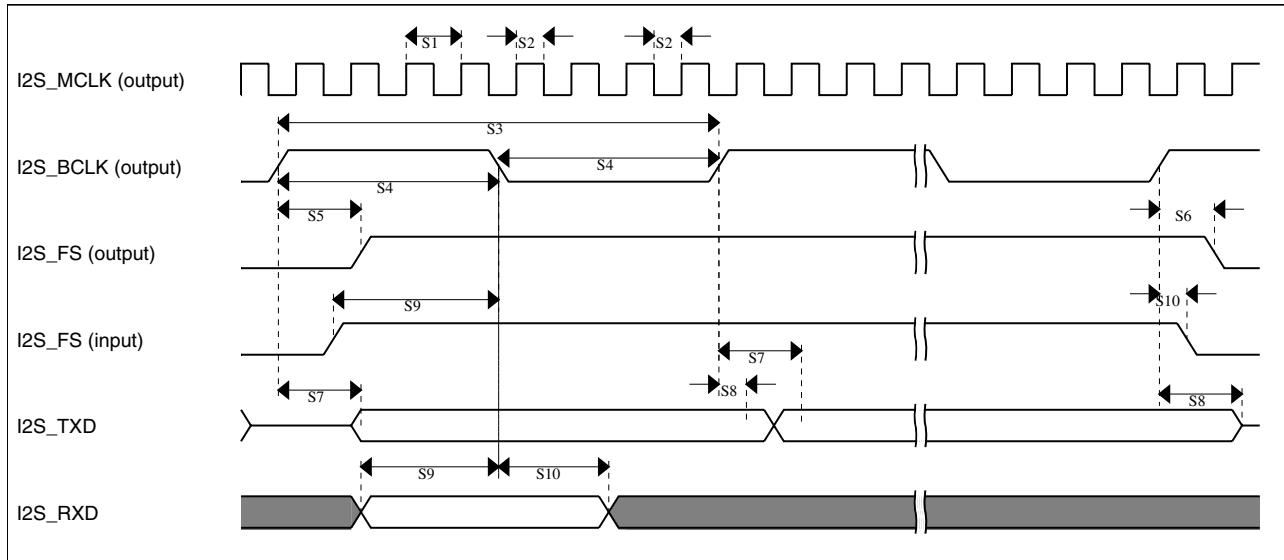 S1 S2 S2
I2S_MCLK (output)
S3
I2S_BCLK (output) S4
S4
S5 S6
I2S_FS (output)
S9 S10
I2S_FS (input)
S7
S7 S8 S8
I2S_TXD
S9 S10
I2S_RXD